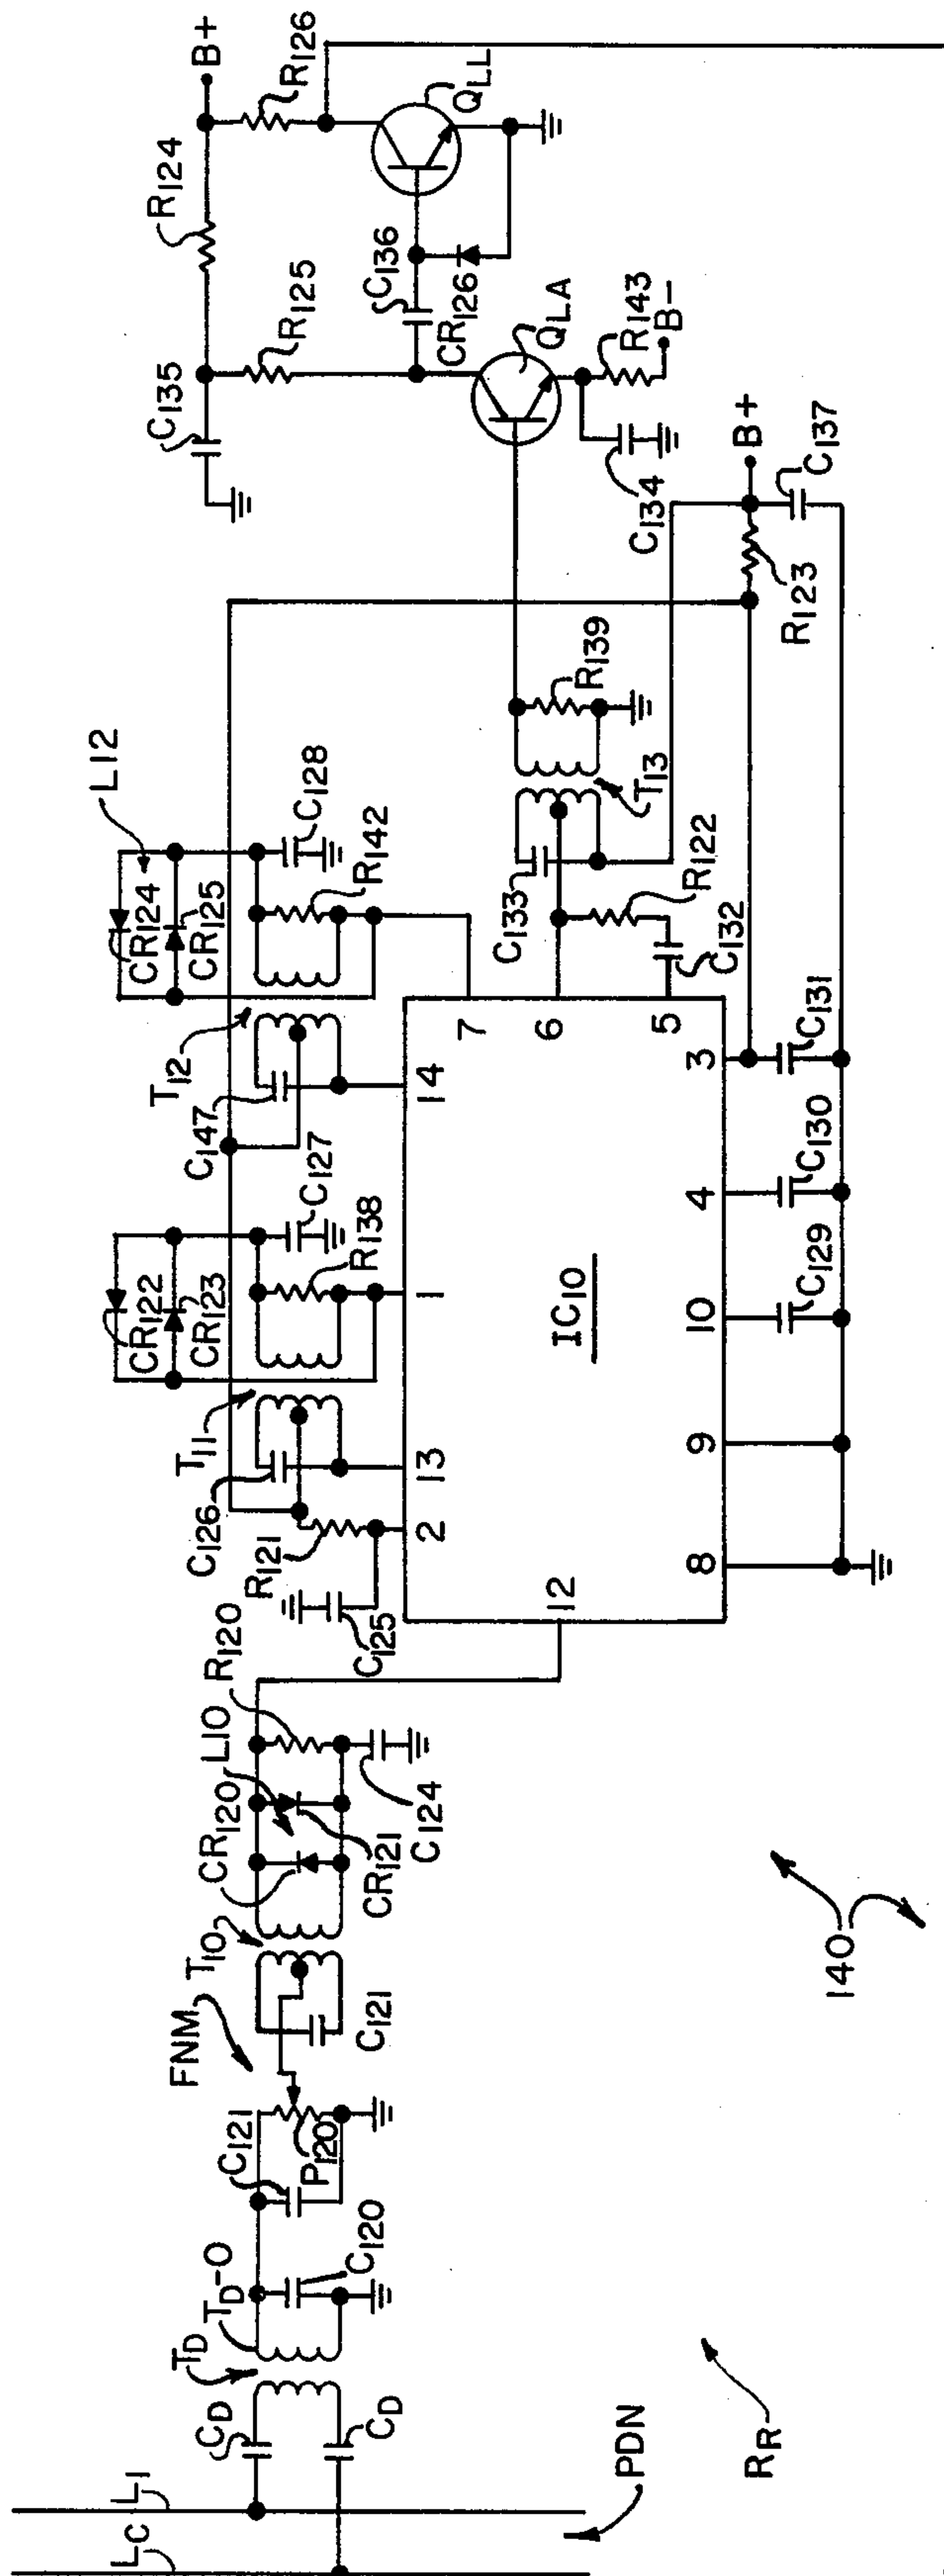 B+
R126
QLL
R124
R125
C136
CR126
C135
QLA
R143
B-
C134
B+
C137
R123
L12
CR124
CR125
C128
R142
T12
C147
R139
T13
C133
R122
C132
7
6
5
14
3
C131
4
C130
10
C129
9
8
IC10
1
13
2
12
C127
R138
CR122
CR123
T11
C126
R121
C125
R120
L10
CR120
CR121
C124
T10
FNM
C121
C121
P120
C120
TD-O
TD
CD
CD
L1
LC
PDN
RR
140